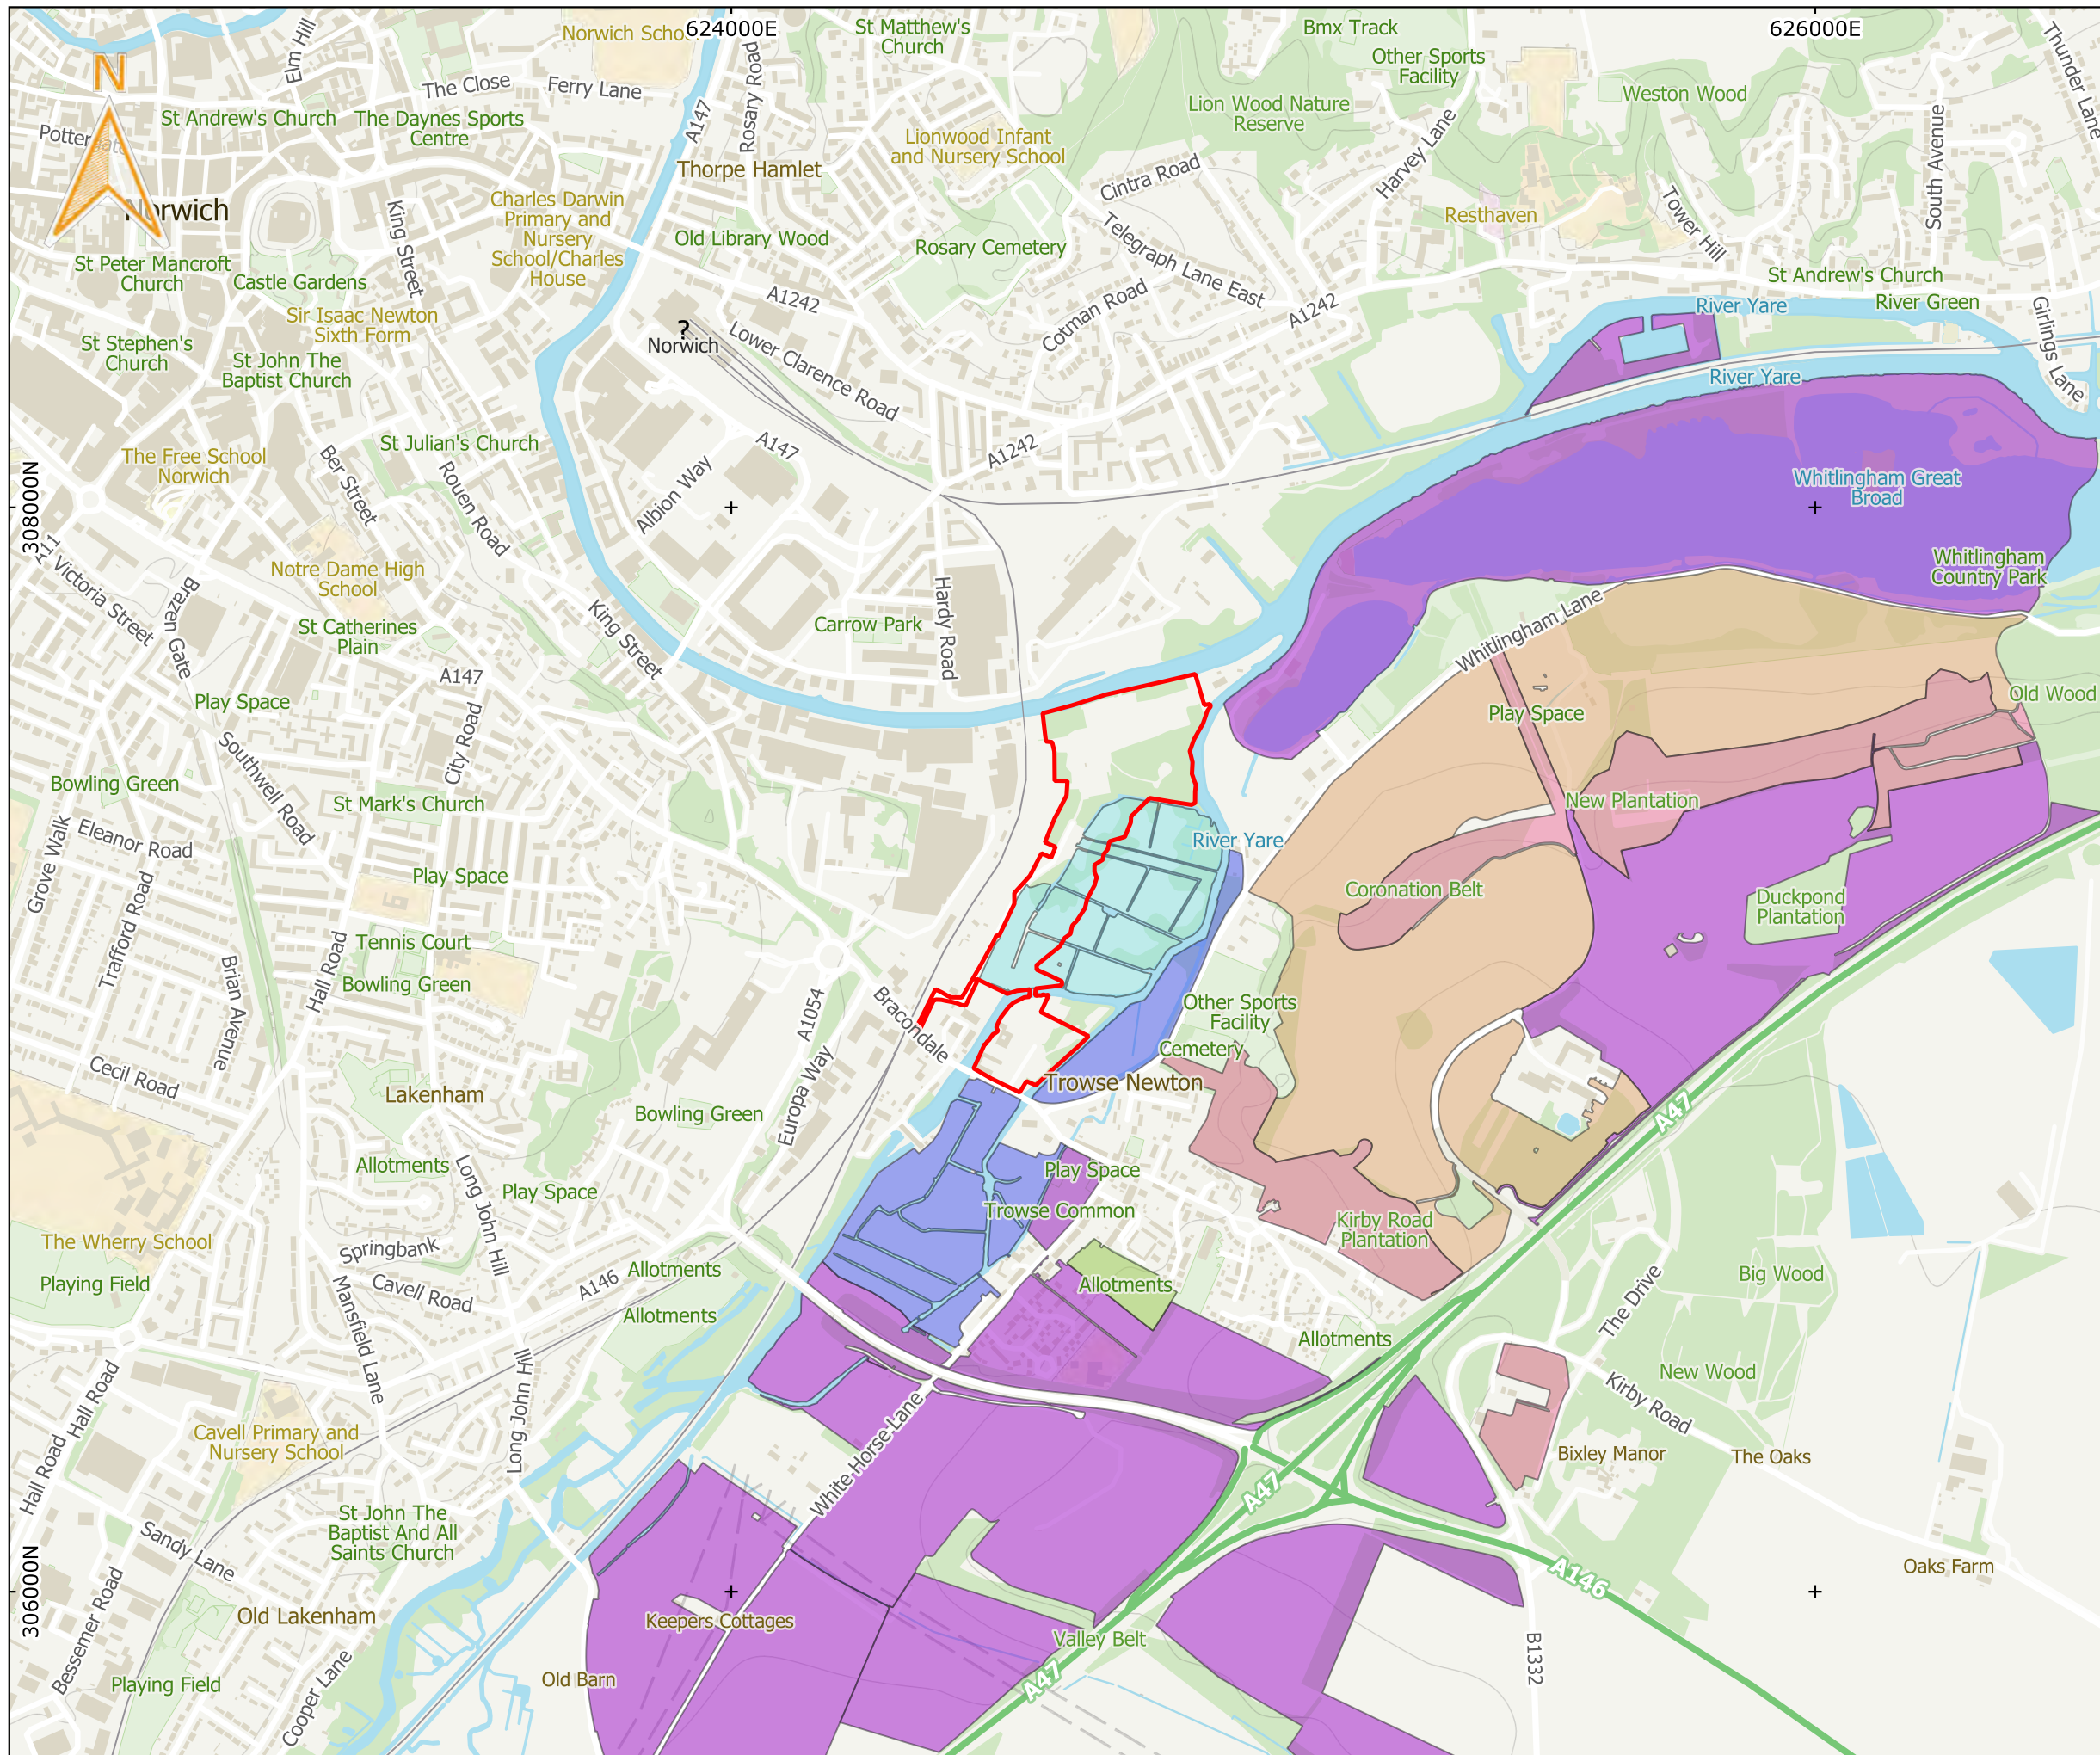 624000E
626000E
Norwich School
St Matthew's
Church
Bmx Track
Other Sports
Facility
Thunder Lane
Elm Hill
The Close
Ferry Lane
Rosary Road
A147
N
St Andrew's Church
The Daynes Sports
Centre
Lion Wood Nature
Reserve
Weston Wood
Harvey Lane
South Avenue
Pottergate
Lionwood Infant
and Nursery School
Thorpe Hamlet
Cintra Road
Norwich
King Street
Charles Darwin
Primary and
Nursery
School/Charles
House
Old Library Wood
Rosary Cemetery
Telegraph Lane East
Resthaven
Tower Hill
St Peter Mancroft
Church
Castle Gardens
Sir Isaac Newton
Sixth Form
A1242
Cotman Road
A1242
St Andrew's Church
River Yare
River Green
Girlings Lane
St Stephen's
Church
St John The
Baptist Church
?
Norwich
Lower Clarence Road
River Yare
St Julian's Church
The Free School
Norwich
Ber Street
Rouen Road
A147
Albion Way
A1242
Whitlingham Great
Broad
308000N
A11
Victoria Street
Brazen Gate
Notre Dame High
School
St Catherines
Plain
King Street
Carrow Park
Hardy Road
Whitlingham
Country Park
Whitlingham Lane
A147
Play Space
City Road
Southwell Road
Play Space
Old Wood
Bowling Green
St Mark's Church
New Plantation
Eleanor Road
Grove Walk
Trafford Road
Play Space
River Yare
Coronation Belt
Duckpond
Plantation
Tennis Court
Hall Road
Brian Avenue
Bowling Green
A1054
Bracondale
Other Sports
Facility
Cemetery
Cecil Road
Lakenham
Bowling Green
Europa Way
Trowse Newton
A47
Allotments
Long John Hill
Play Space
Play Space
Trowse Common
The Wherry School
Springbank
Playing Field
Cavell Road
Mansfield Lane
A146
Allotments
Allotments
Allotments
Kirby Road
Plantation
Allotments
Big Wood
The Drive
New Wood
Hall Road
Hall Road
Long John Hill
Cavell Primary and
Nursery School
White Horse Lane
A47
Kirby Road
Bixley Manor
The Oaks
St John The
Baptist And All
Saints Church
Sandy Lane
306000N
Bessemer Road
Old Lakenham
Keepers Cottages
Valley Belt
A146
Oaks Farm
Playing Field
Cooper Lane
Old Barn
A47
B1332